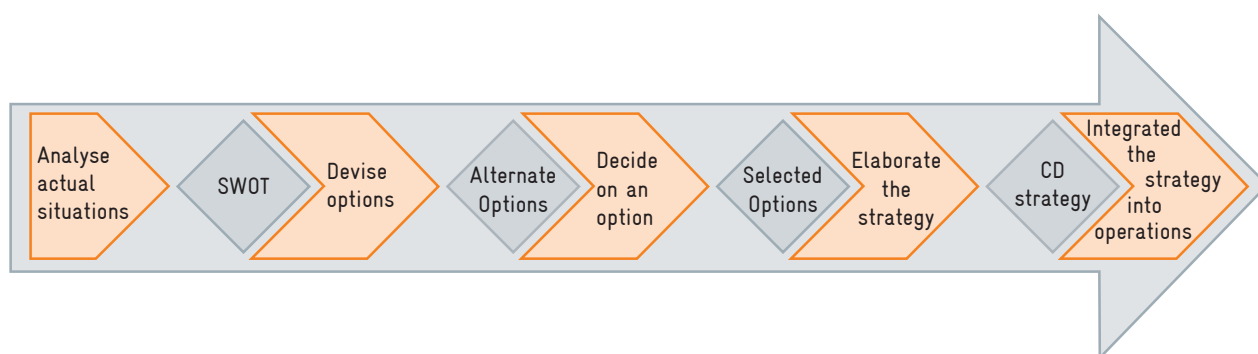 Analyse
actual
situations
SWOT
Devise
options
Alternate
Options
Decide
on an
option
Selected
Options
Elaborate
the
strategy
CD
strategy
Integrated
the
strategy
into
operations